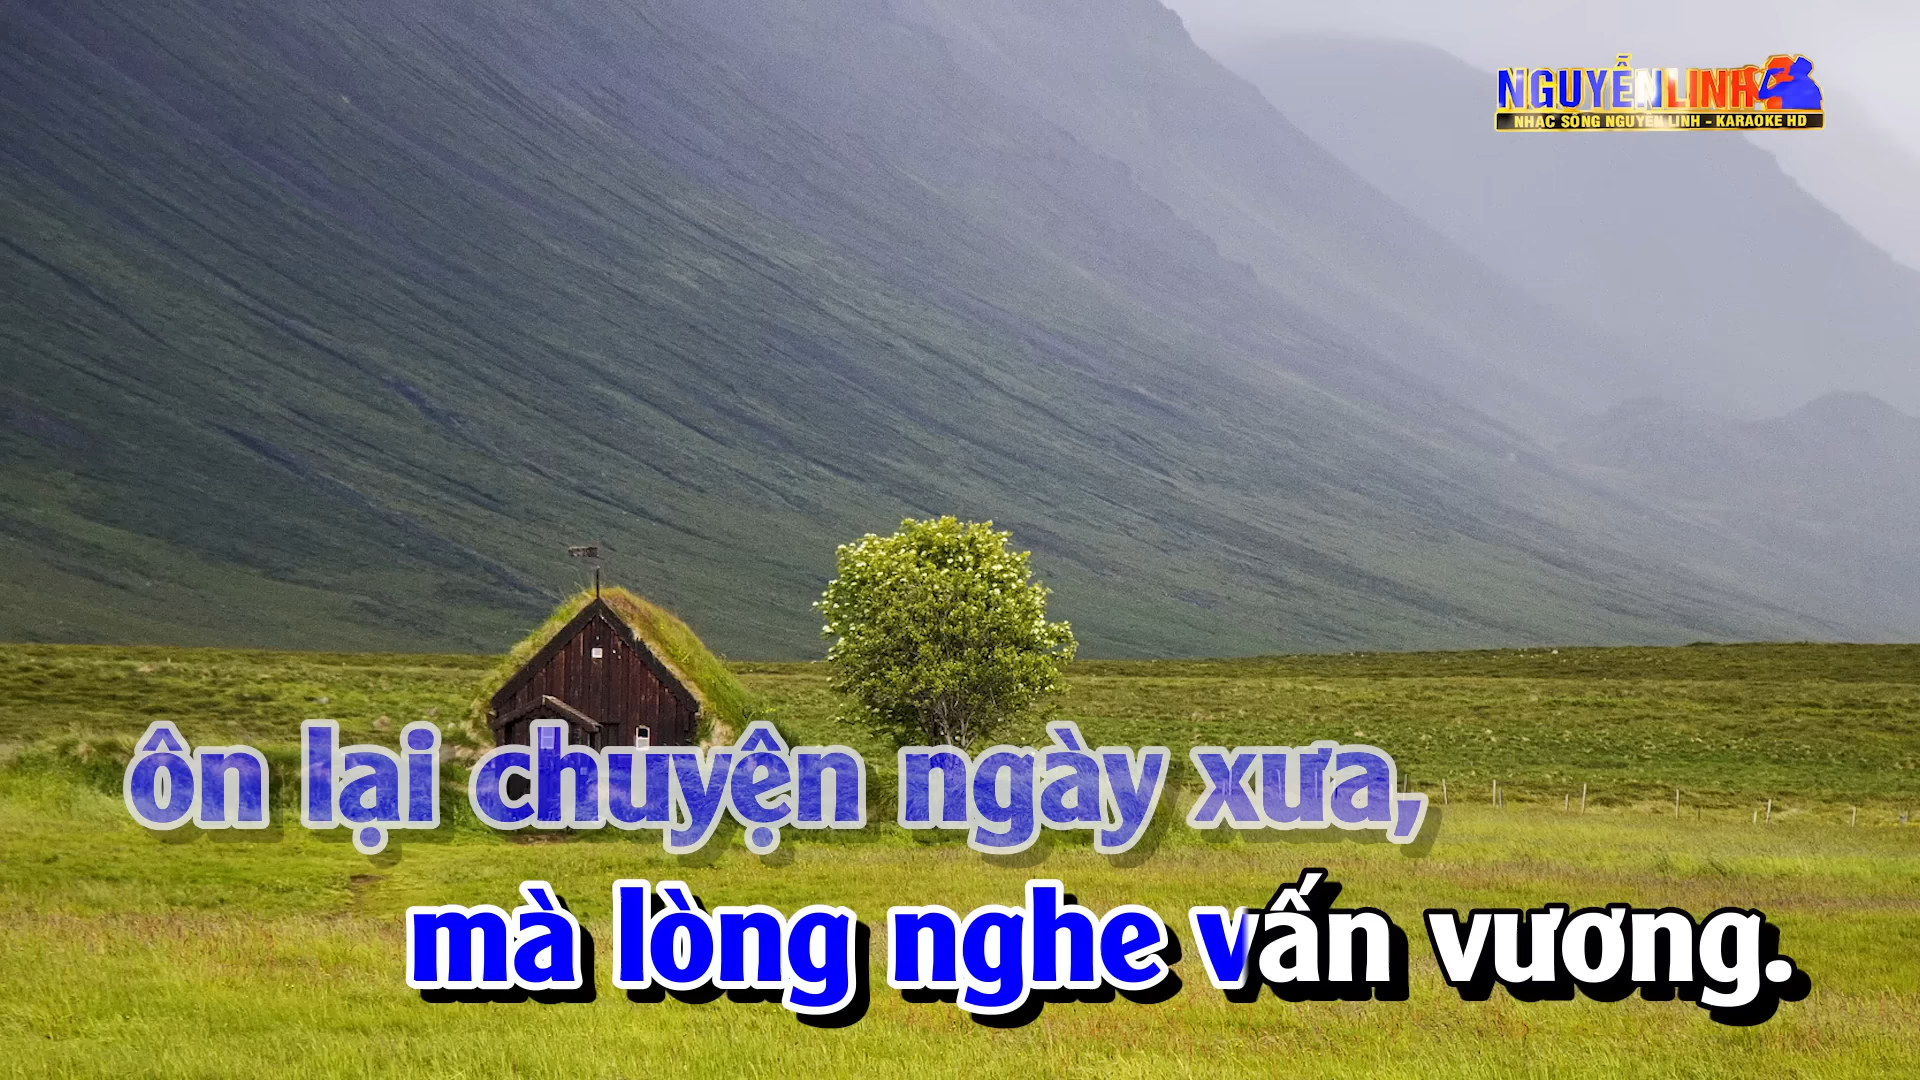 NGUYỄN LINH
NHẠC SỐNG NGUYỄN LINH - KARAOKE HD
ôn lại chuyện ngày xưa,
mà lòng nghe vấn vương.